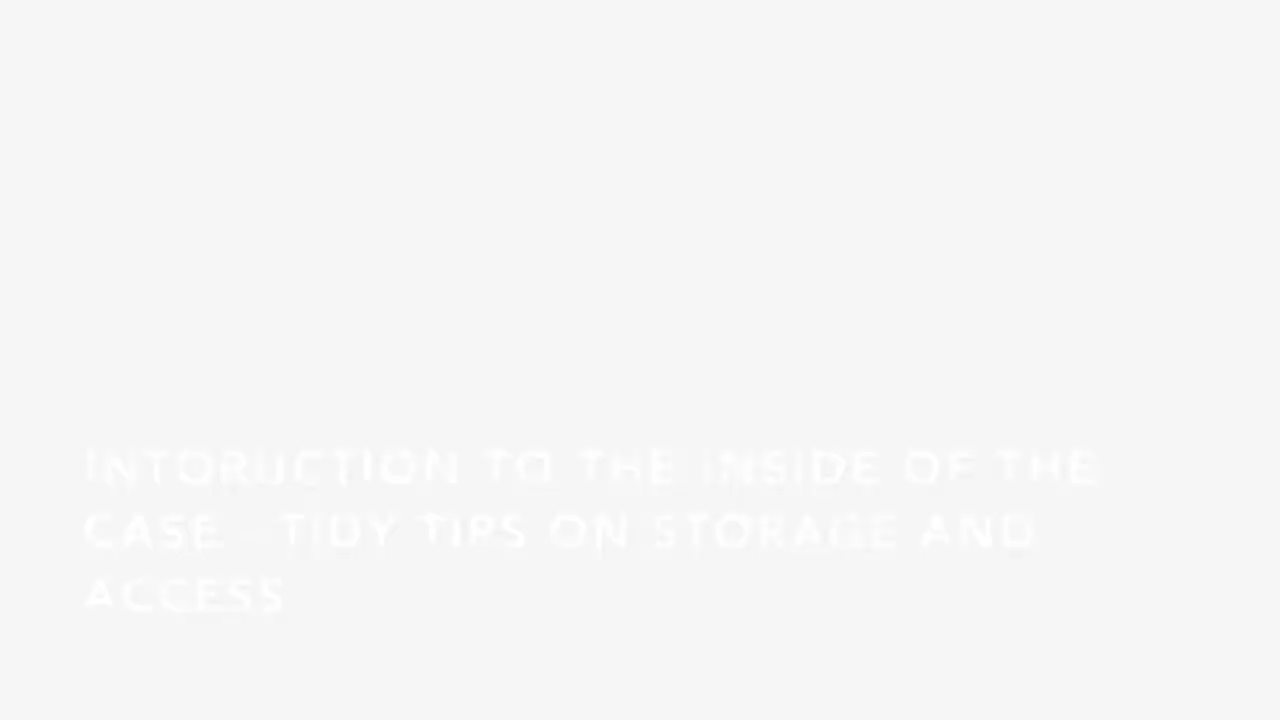 INTORUCTION TO THE INSIDE OF THE
CASE - TIDY TIPS ON STORAGE AND
ACCESS